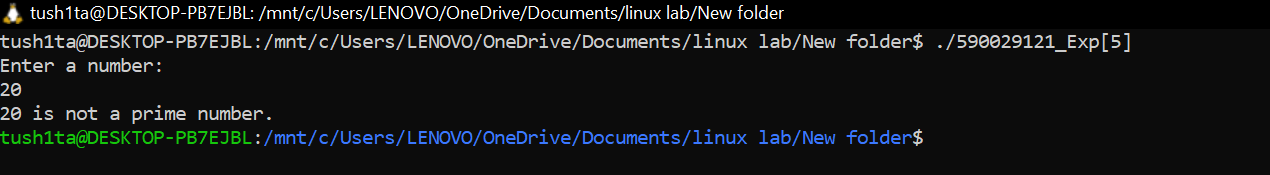 tush1ta@DESKTOP-PB7EJBL: /mnt/c/Users/LENOVO/OneDrive/Documents/linux lab/New folder
tush1ta@DESKTOP-PB7EJBL:/mnt/c/Users/LENOVO/OneDrive/Documents/linux lab/New folder$ ./590029121_Exp[5]
Enter a number:
20
20 is not a prime number.
tush1ta@DESKTOP-PB7EJBL:/mnt/c/Users/LENOVO/OneDrive/Documents/linux lab/New folder$